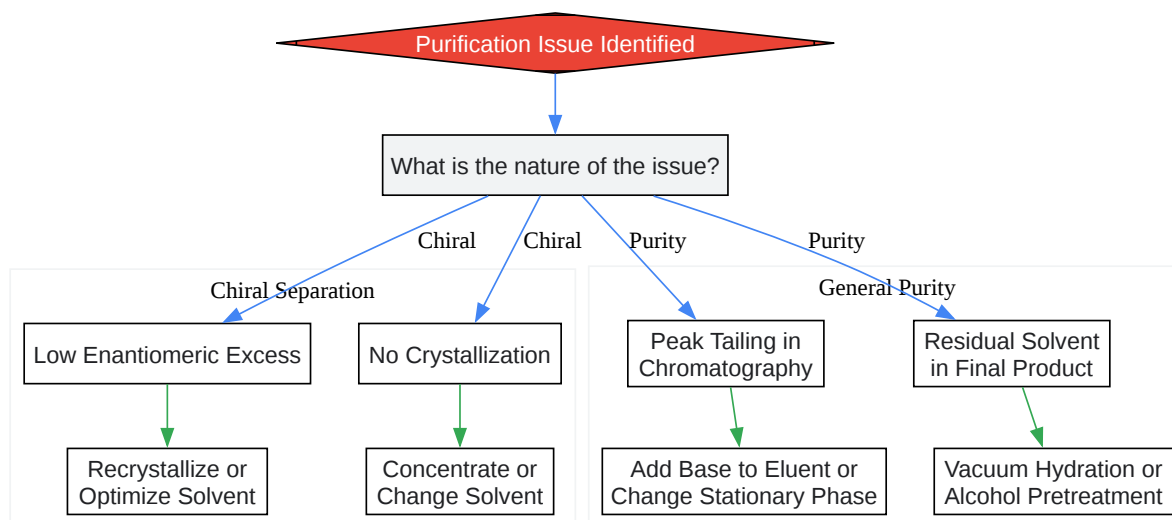 Purification Issue Identified
What is the nature of the issue?
Chiral
Chiral
Purity
Purity
Chiral Separation
General Purity
Low Enantiomeric Excess
No Crystallization
Peak Tailing in
Chromatography
Residual Solvent
in Final Product
Recrystallize or
Optimize Solvent
Concentrate or
Change Solvent
Add Base to Eluent or
Change Stationary Phase
Vacuum Hydration or
Alcohol Pretreatment